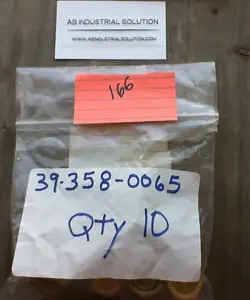 AB INDUSTRIAL SOLUTION
WWW.ABINDUSTRIALSOLUTION.COM
166
39-358-0065
Qty 10